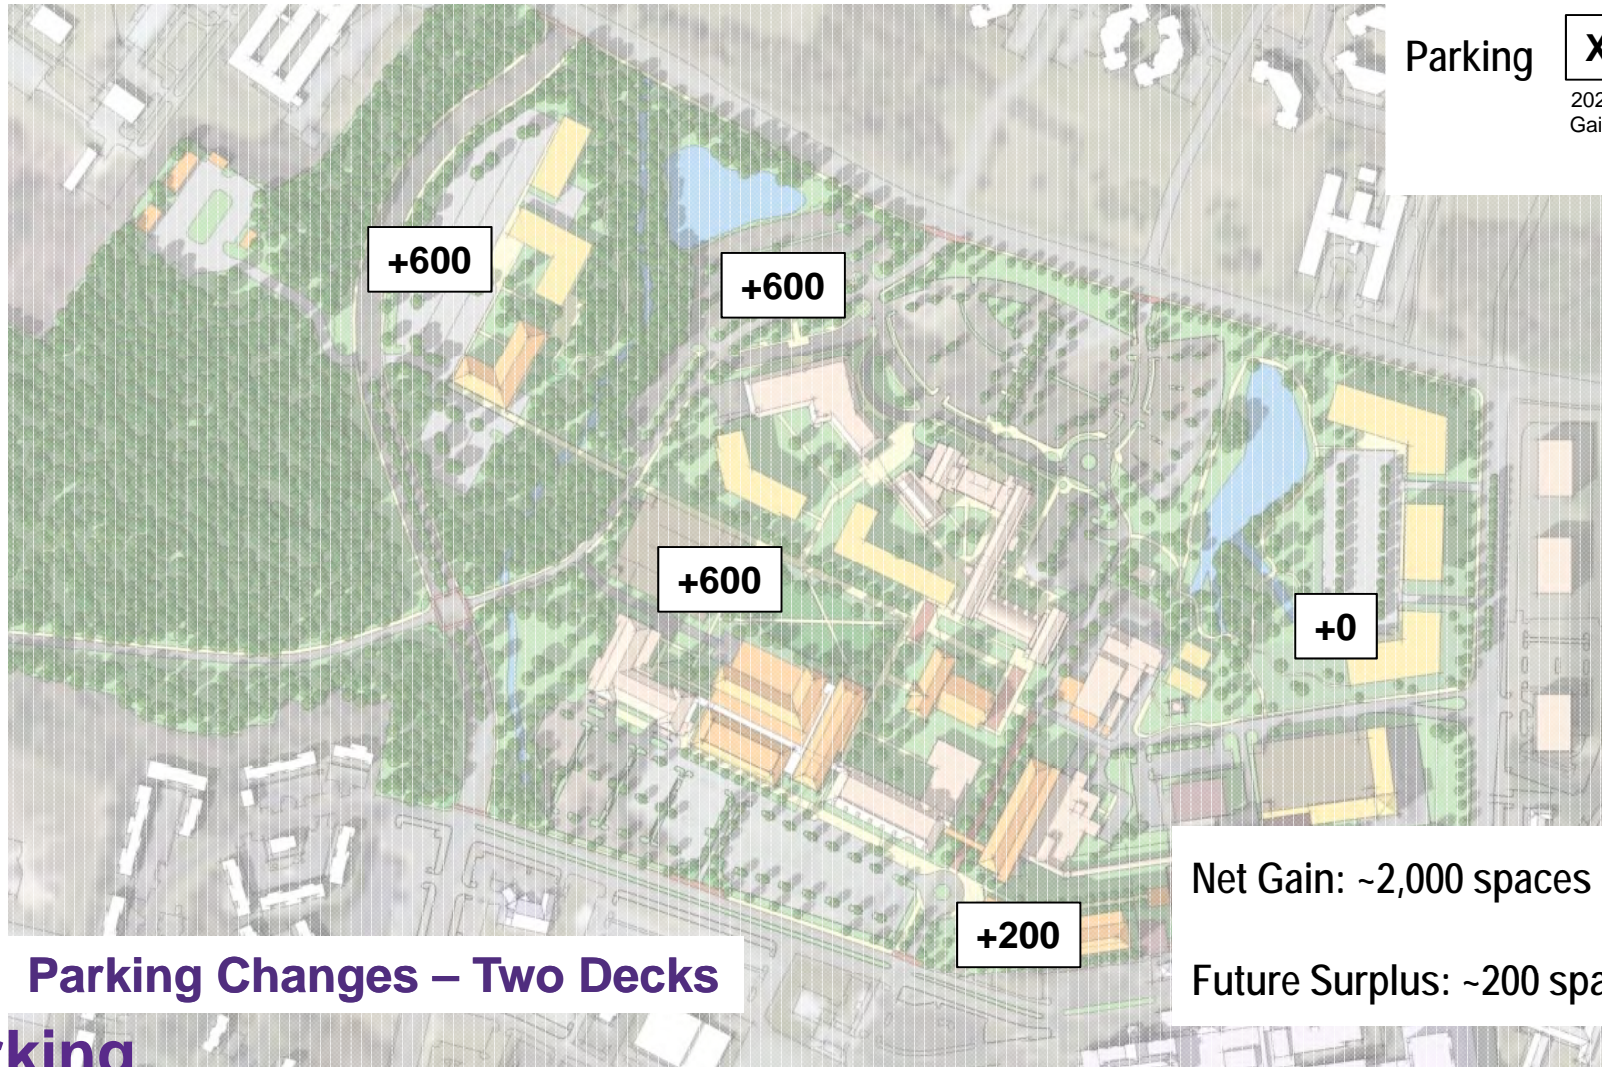 Parking
+600
+600
+600
+0
+200
Net Gain: ~2,000 spaces
Future Surplus: ~200
Parking Changes – Two Decks